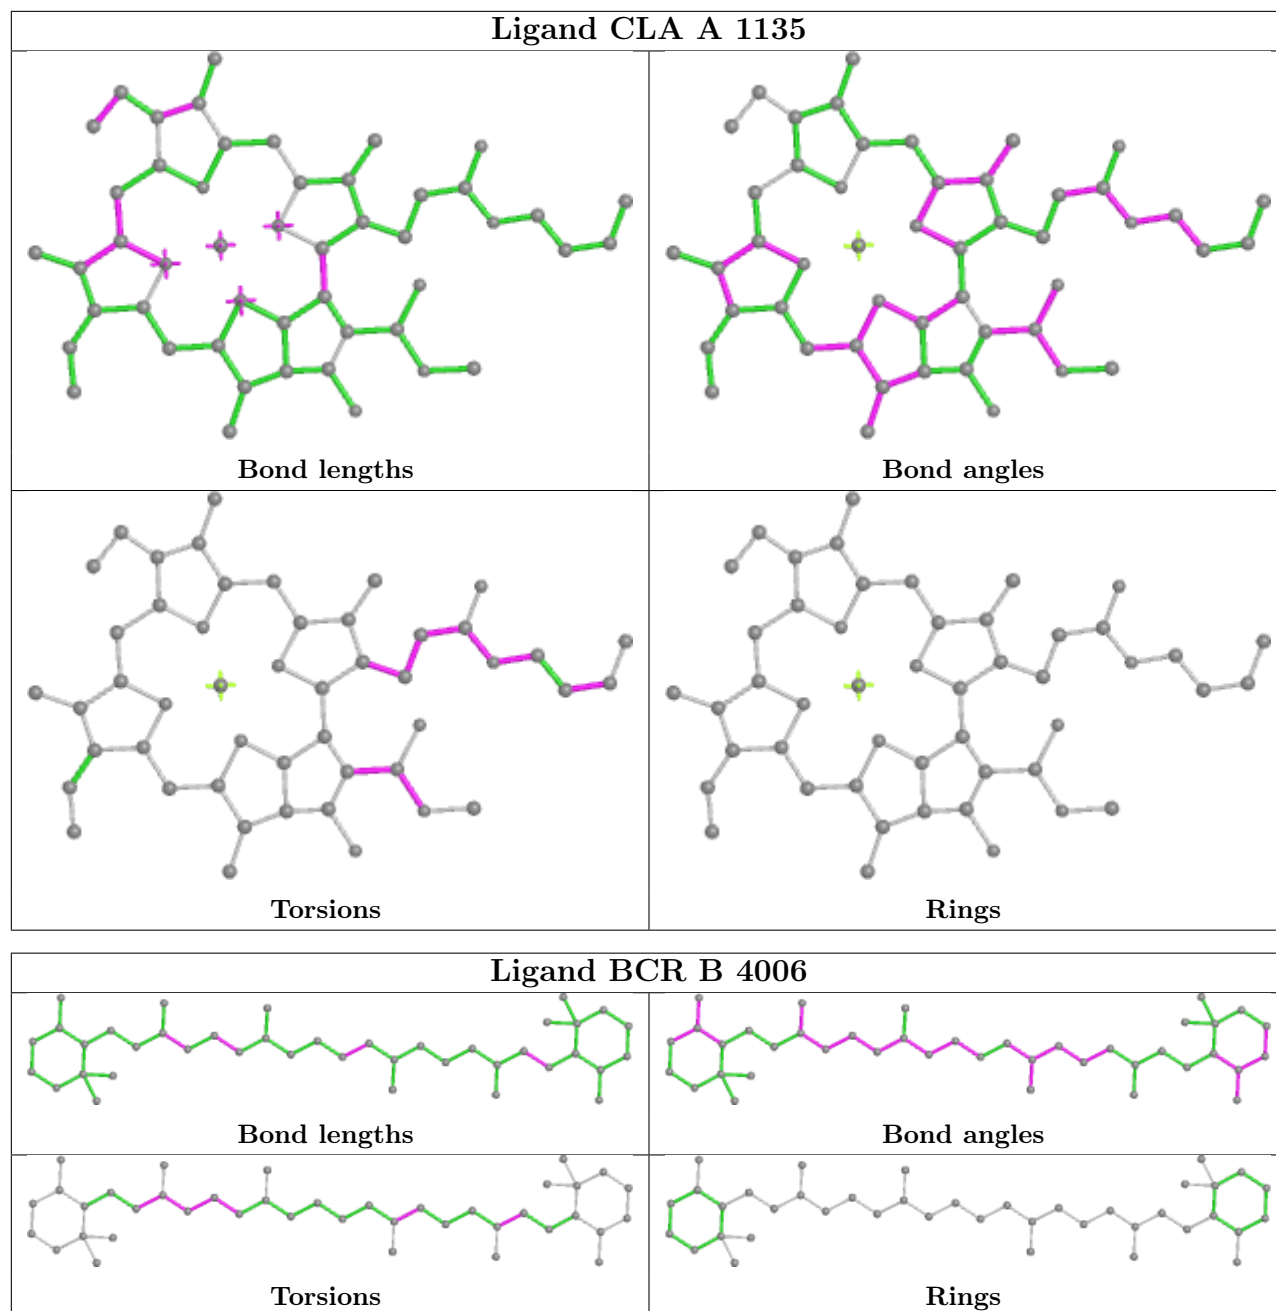 Ligand CLA A 1135
Bond lengths
Bond angles
Torsions
Rings
Ligand BCR B 4006
Bond lengths
Bond angles
Torsions
Rings